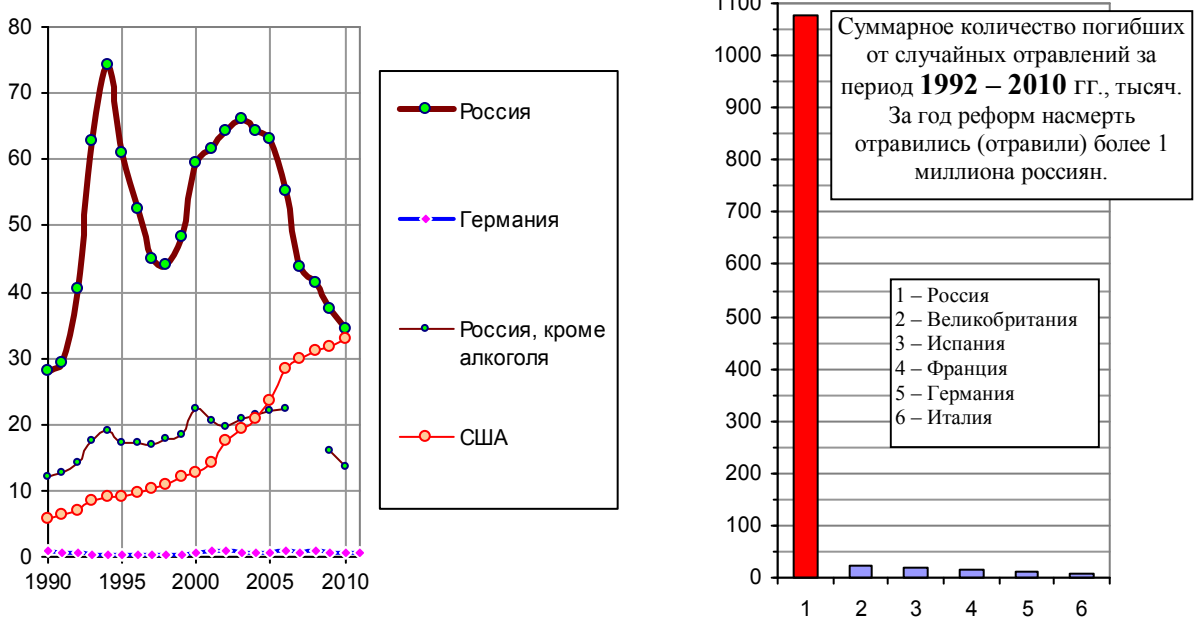 80
70
60
50
40
30
20
10
0
1990
1995
2000
2005
2010
Россия
Германия
Россия, кроме
алкоголя
США
1100
1000
900
800
700
600
500
400
300
200
100
0
Суммарное количество погибших
от случайных отравлений за
период 1992 – 2010 гг., тысяч.
За год реформ насмерть
отравились (отравили) более 1
миллиона россиян.
1 – Россия
2 – Великобритания
3 – Испания
4 – Франция
5 – Германия
6 – Италия
1
2
3
4
5
6